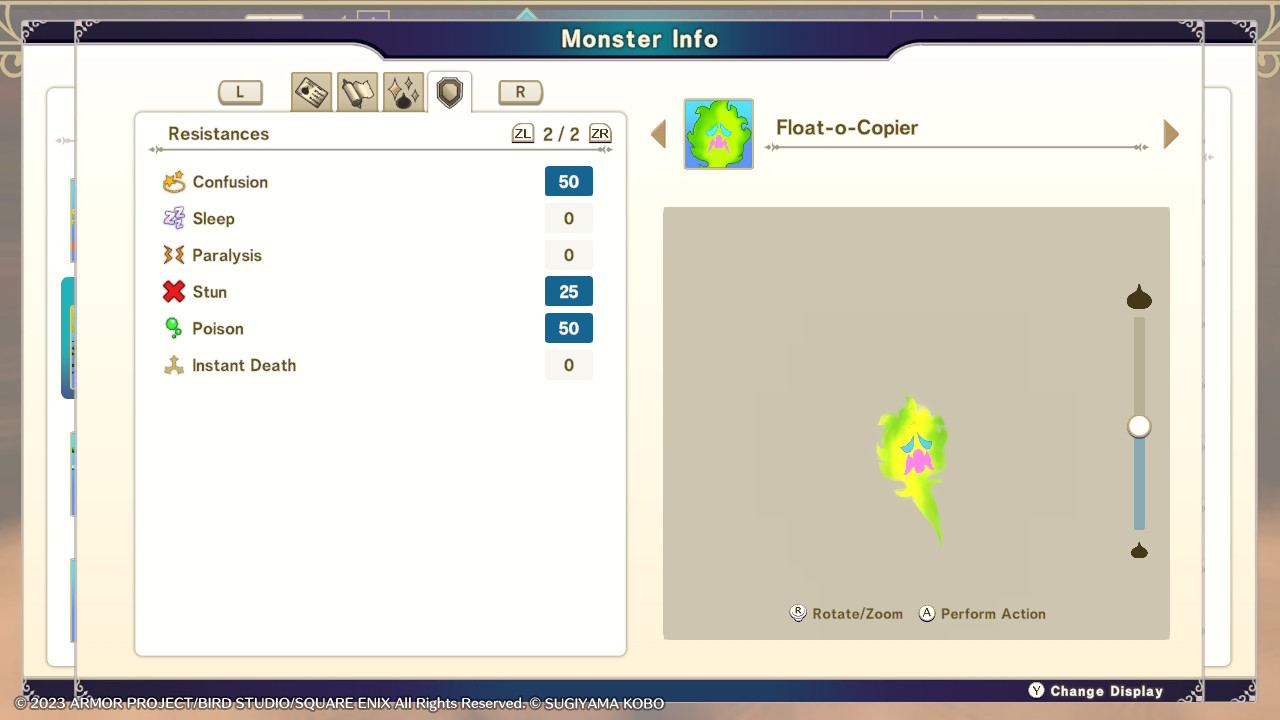 Monster Info
L
R
Resistances
ZL 2 / 2 ZR
Confusion 50
Sleep 0
Paralysis 0
Stun 25
Poison 50
Instant Death 0
Float-o-Copier
R Rotate/Zoom A Perform Action
Y Change Display
© 2023 ARMOR PROJECT/BIRD STUDIO/SQUARE ENIX All Rights Reserved. © SUGIYAMA KOBO